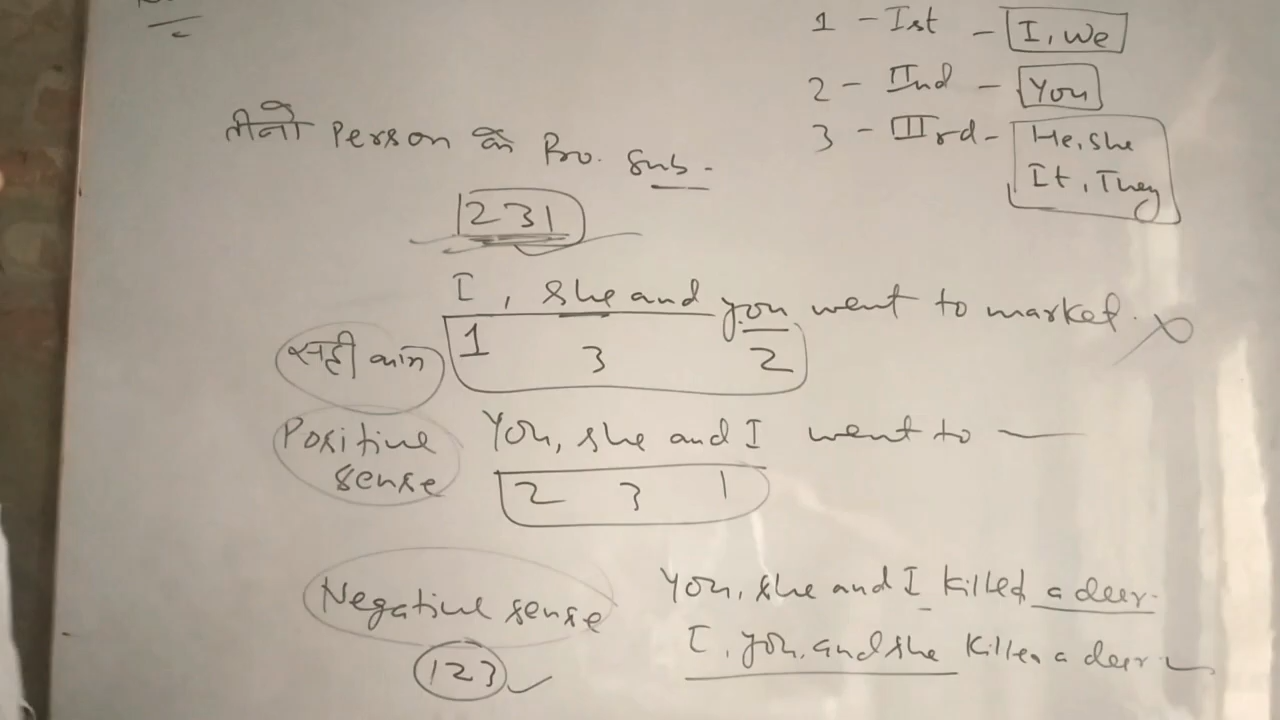 1 - Ist - I, we
2 - IInd - You
3 - IIIrd - He, she
It, They
तीनो Person के Pro. Sub.
231
I, she and you went to market. ×
1 3 2
सही काम
Positive sense
You, she and I went to —
2 3 1
Negative sense
123 ✓
You, she and I killed a deer.
I, you, and she killed a deer